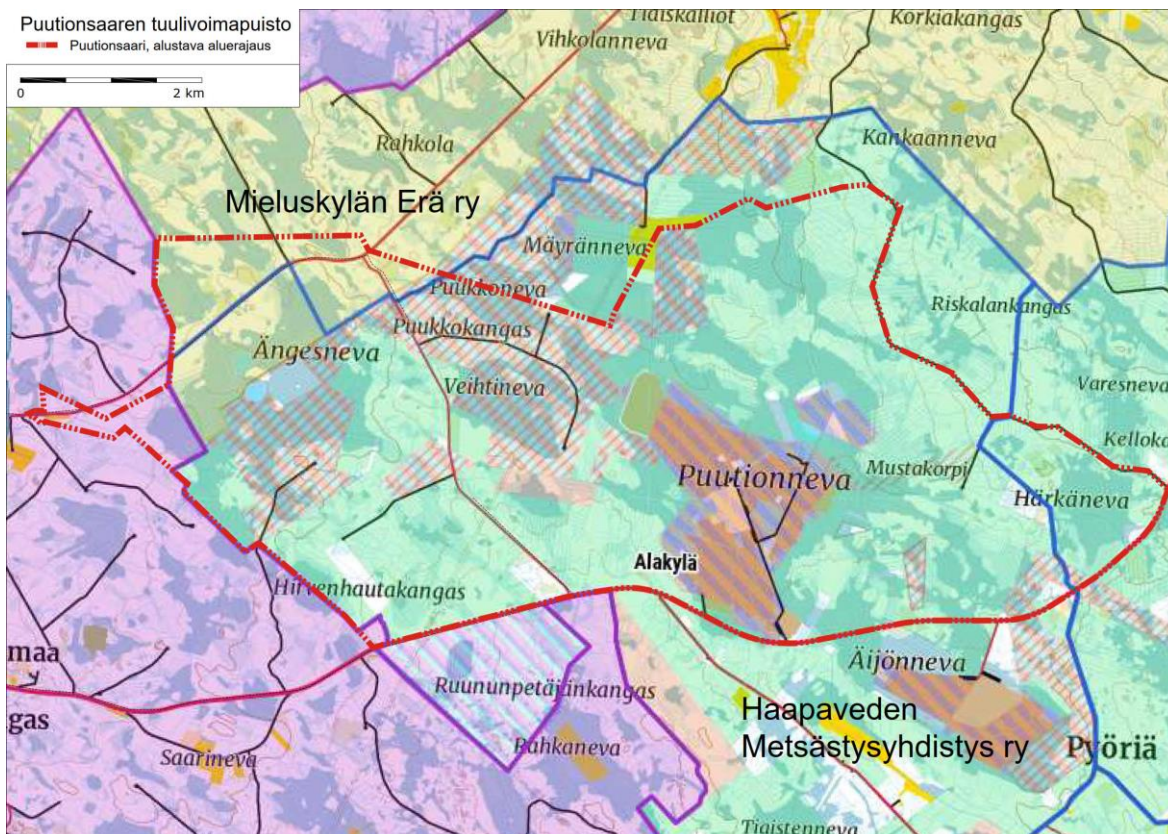 Puutionsaaren tuulivoimapuisto
Puutionsaari, alustava aluerajaus
0 2 km
Tiaiskalliot
Korkiakangas
Vihkolanneva
Rahkola
Kankaanneva
Mieluskylän Erä ry
Mäyränneva
Puukkoneva
Riskalankangas
Puukkokangas
Ängesneva
Veihtineva
Varesneva
Kelloka
Puutionneva
Mustakorpi
Härkäneva
Alakylä
Hirvenhautakangas
maa
Äijönneva
Ruununpetäjänkangas
gas
Haapaveden
Metsästysyhdistys ry
Pyöriä
Saarineva
Rahkaneva
Tiaistenneva